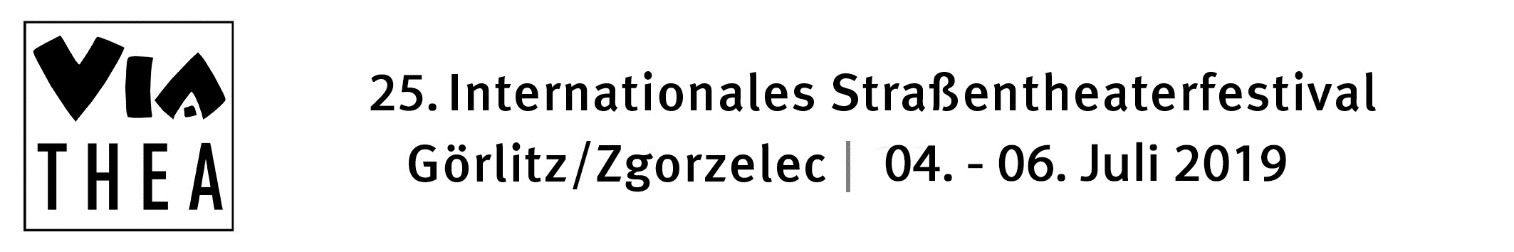 VIA
THEA
25. Internationales Straßentheaterfestival
Görlitz/Zgorzelec | 04. - 06. Juli 2019